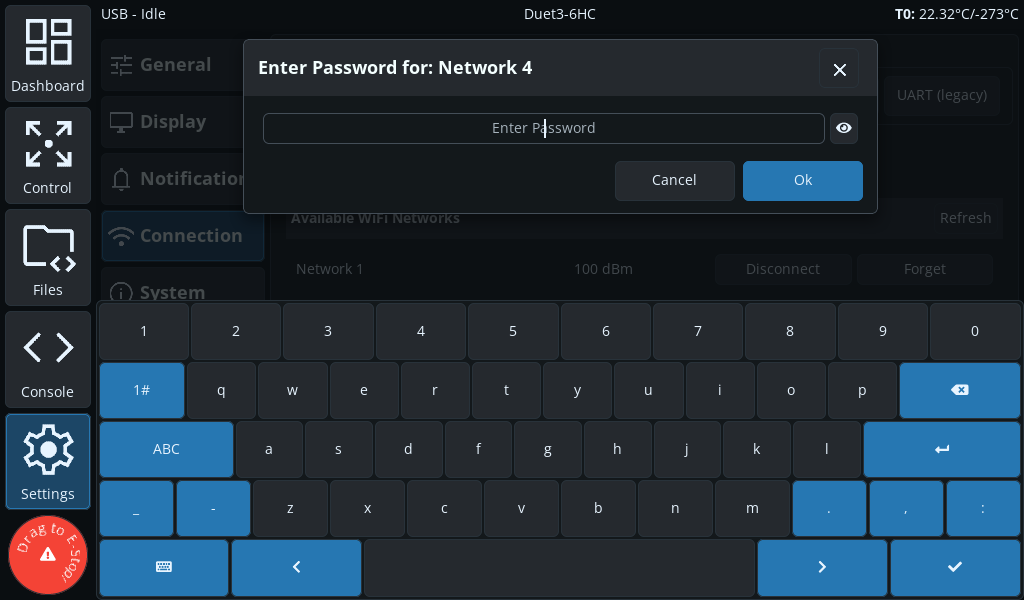 USB - Idle
Duet3-6HC
T0: 22.32°C/-273°C
Dashboard
Control
Files
Console
Settings
Drag to E-Stop!
General
Display
Notification
Connection
System
UART (legacy)
Enter Password for: Network 4
Enter Password
Cancel
Ok
Available WiFi Networks
Refresh
Network 1
100 dBm
Disconnect
Forget
1 2 3 4 5 6 7 8 9 0
1# q w e r t y u i o p
ABC a s d f g h j k l
_ - z x c v b n m . , :